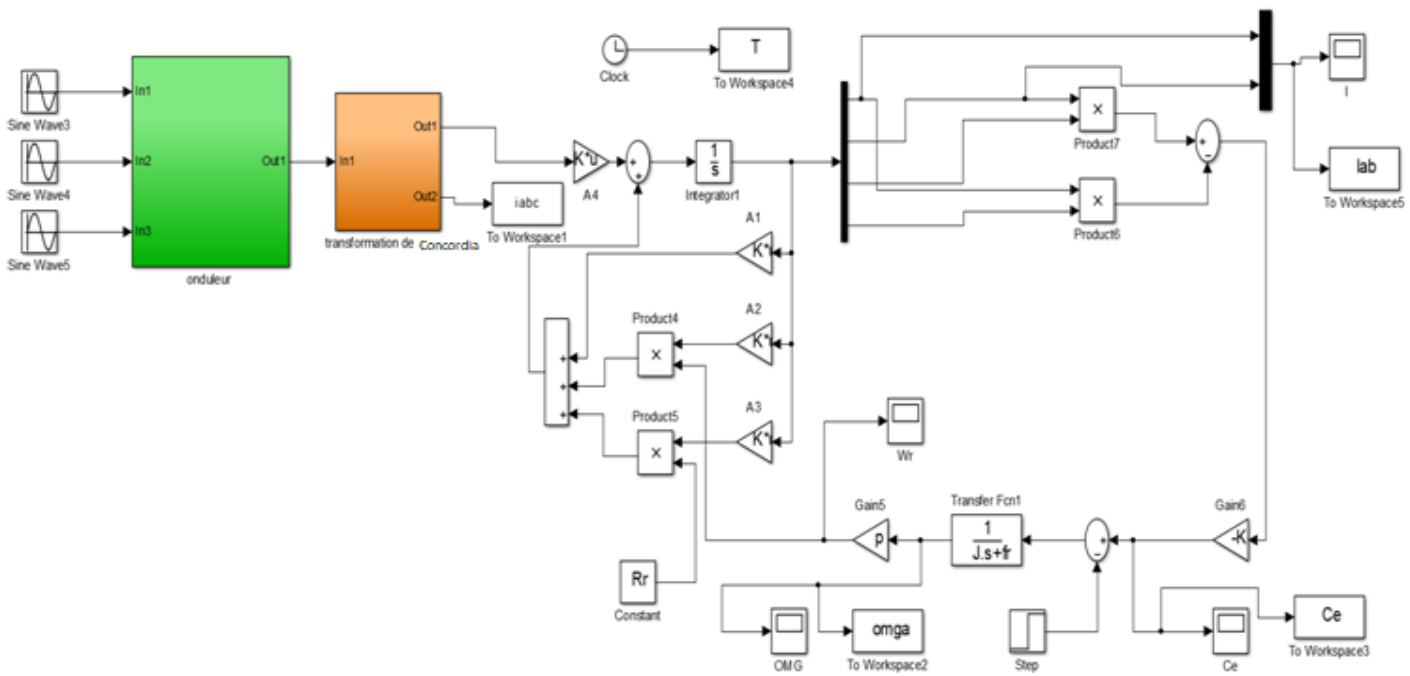 Sine Wave3
Sine Wave4
Sine Wave5
In1
In2
In3
Out1
onduleur
In1
Out1
Out2
transformation de Concordia
iabc
To Workspace1
Clock
T
To Workspace4
K*u
A4
+
+
1
s
Integrator1
A1
K*
A2
K*
A3
K*
Product4
×
Product5
×
+
+
+
Rr
Constant
×
Product7
×
Product6
+
−
I
Iab
To Workspace5
Wr
Gain5
p
Transfer Fcn1
1
J.s+fr
+
−
Gain6
-K
OMG
omga
To Workspace2
Step
Ce
Ce
To Workspace3